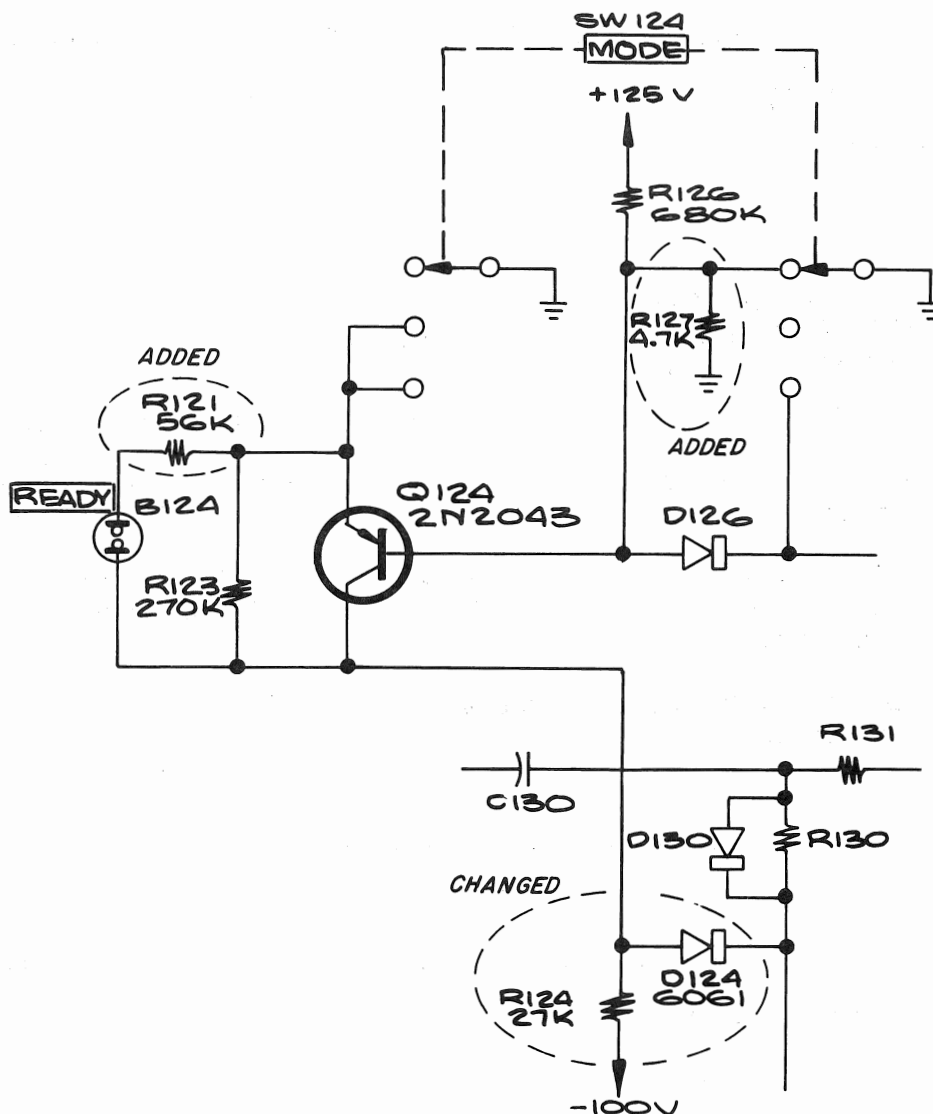 SW124
MODE
+125V
R126
680K
R127
4.7K
ADDED
ADDED
R121
56K
READY
B124
Q124
2N2043
D126
R123
270K
R131
C130
D130
R130
CHANGED
D124
6061
R124
27K
-100V